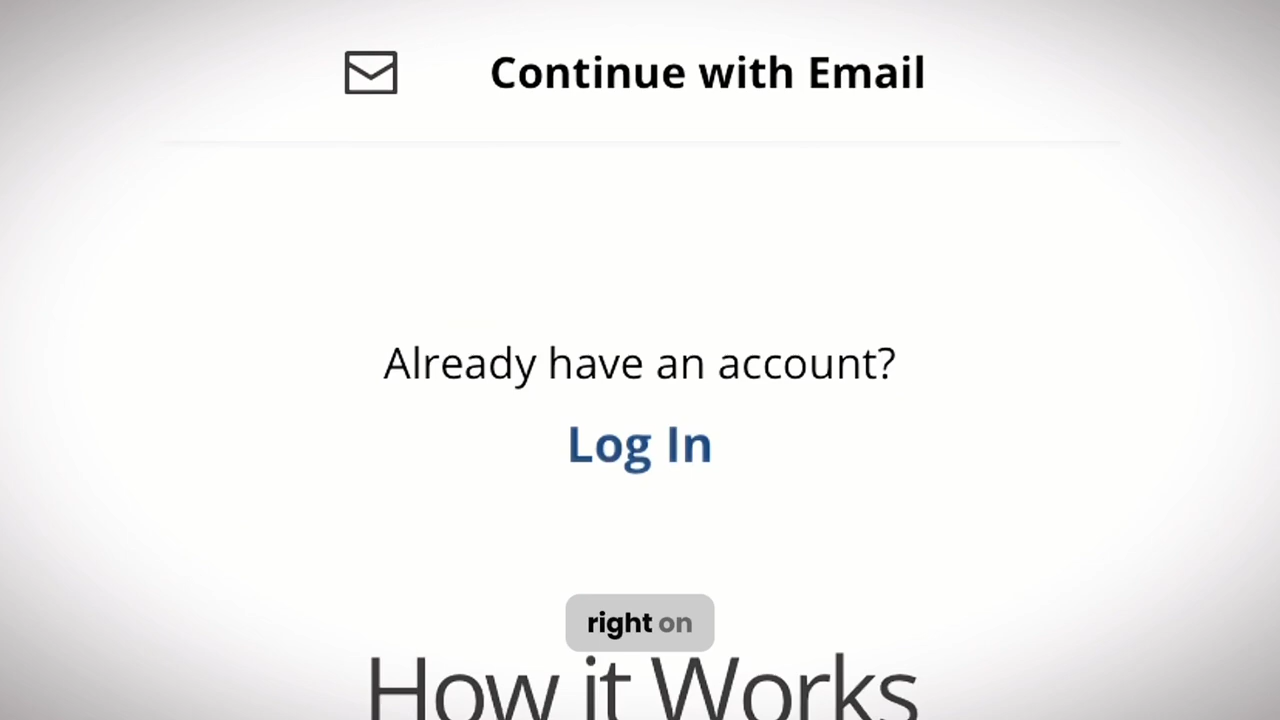 Continue with Email
Already have an account?
Log In
right on
How it Works